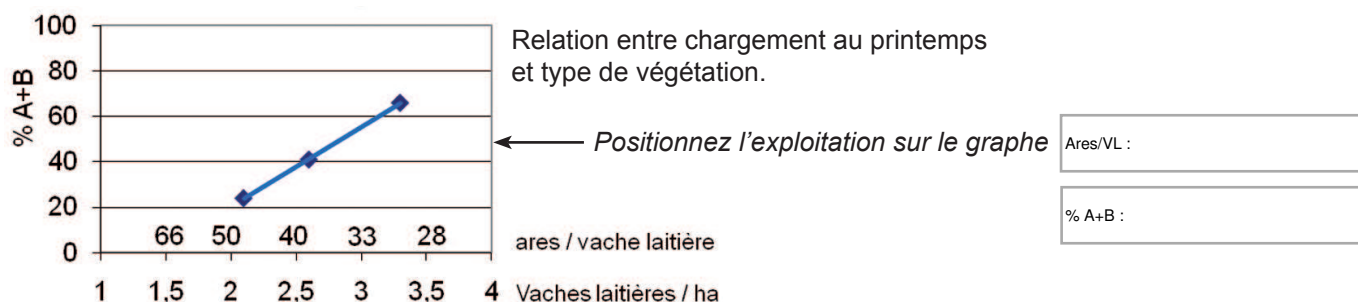 100
80
60
40
20
0
% A+B
Relation entre chargement au printemps
et type de végétation.
Positionnez l'exploitation sur le graphe
Ares/VL :
% A+B :
66 50 40 33 28 ares / vache laitière
1 1,5 2 2,5 3 3,5 4 Vaches laitières / ha